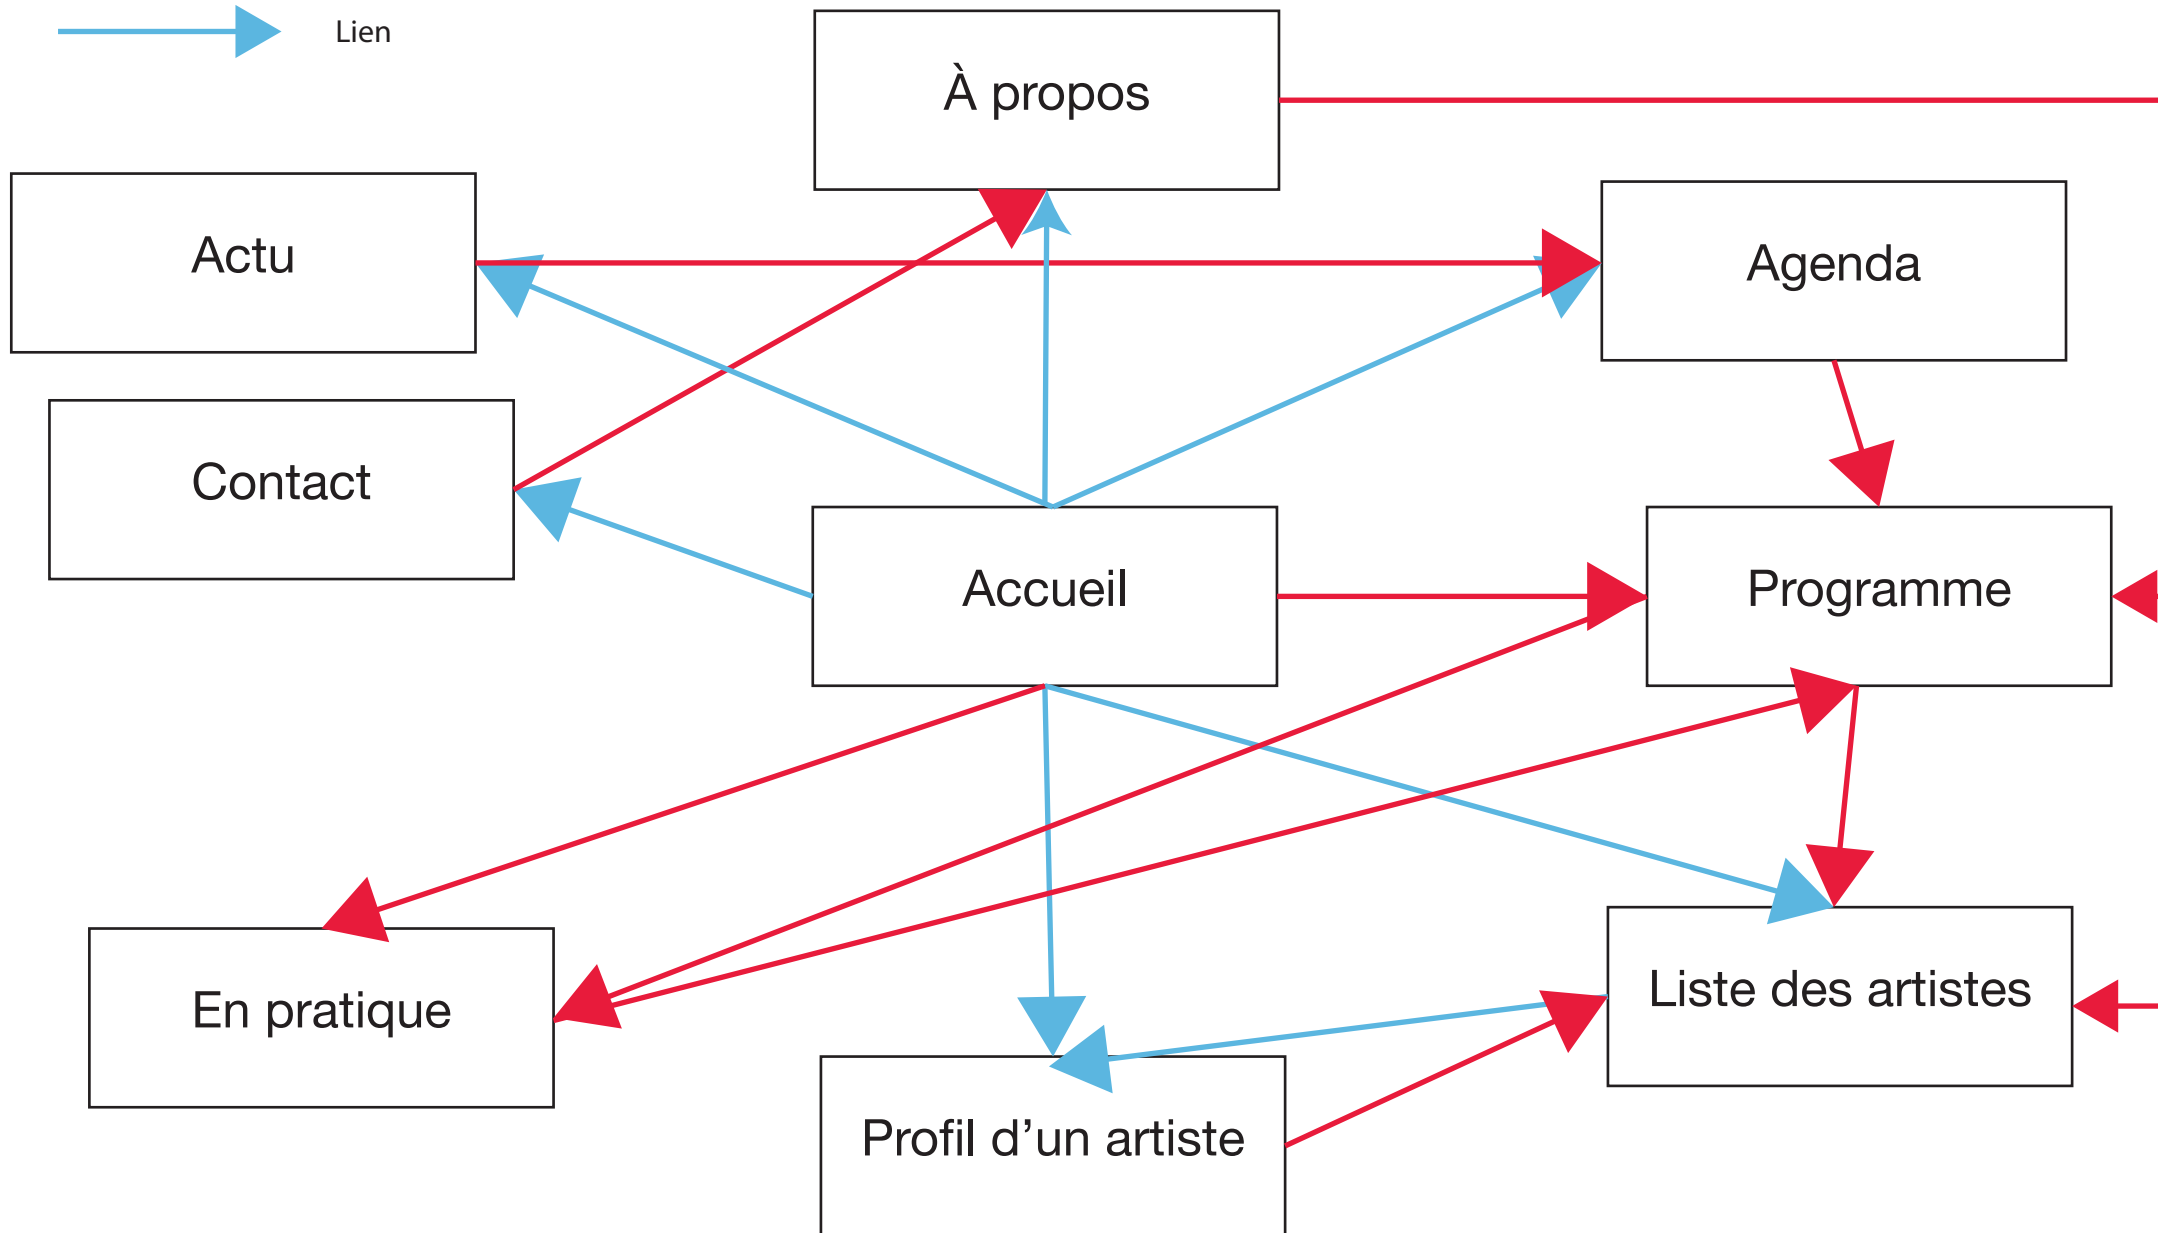 Lien
À propos
Actu
Agenda
Contact
Accueil
Programme
En pratique
Liste des artistes
Profil d’un artiste